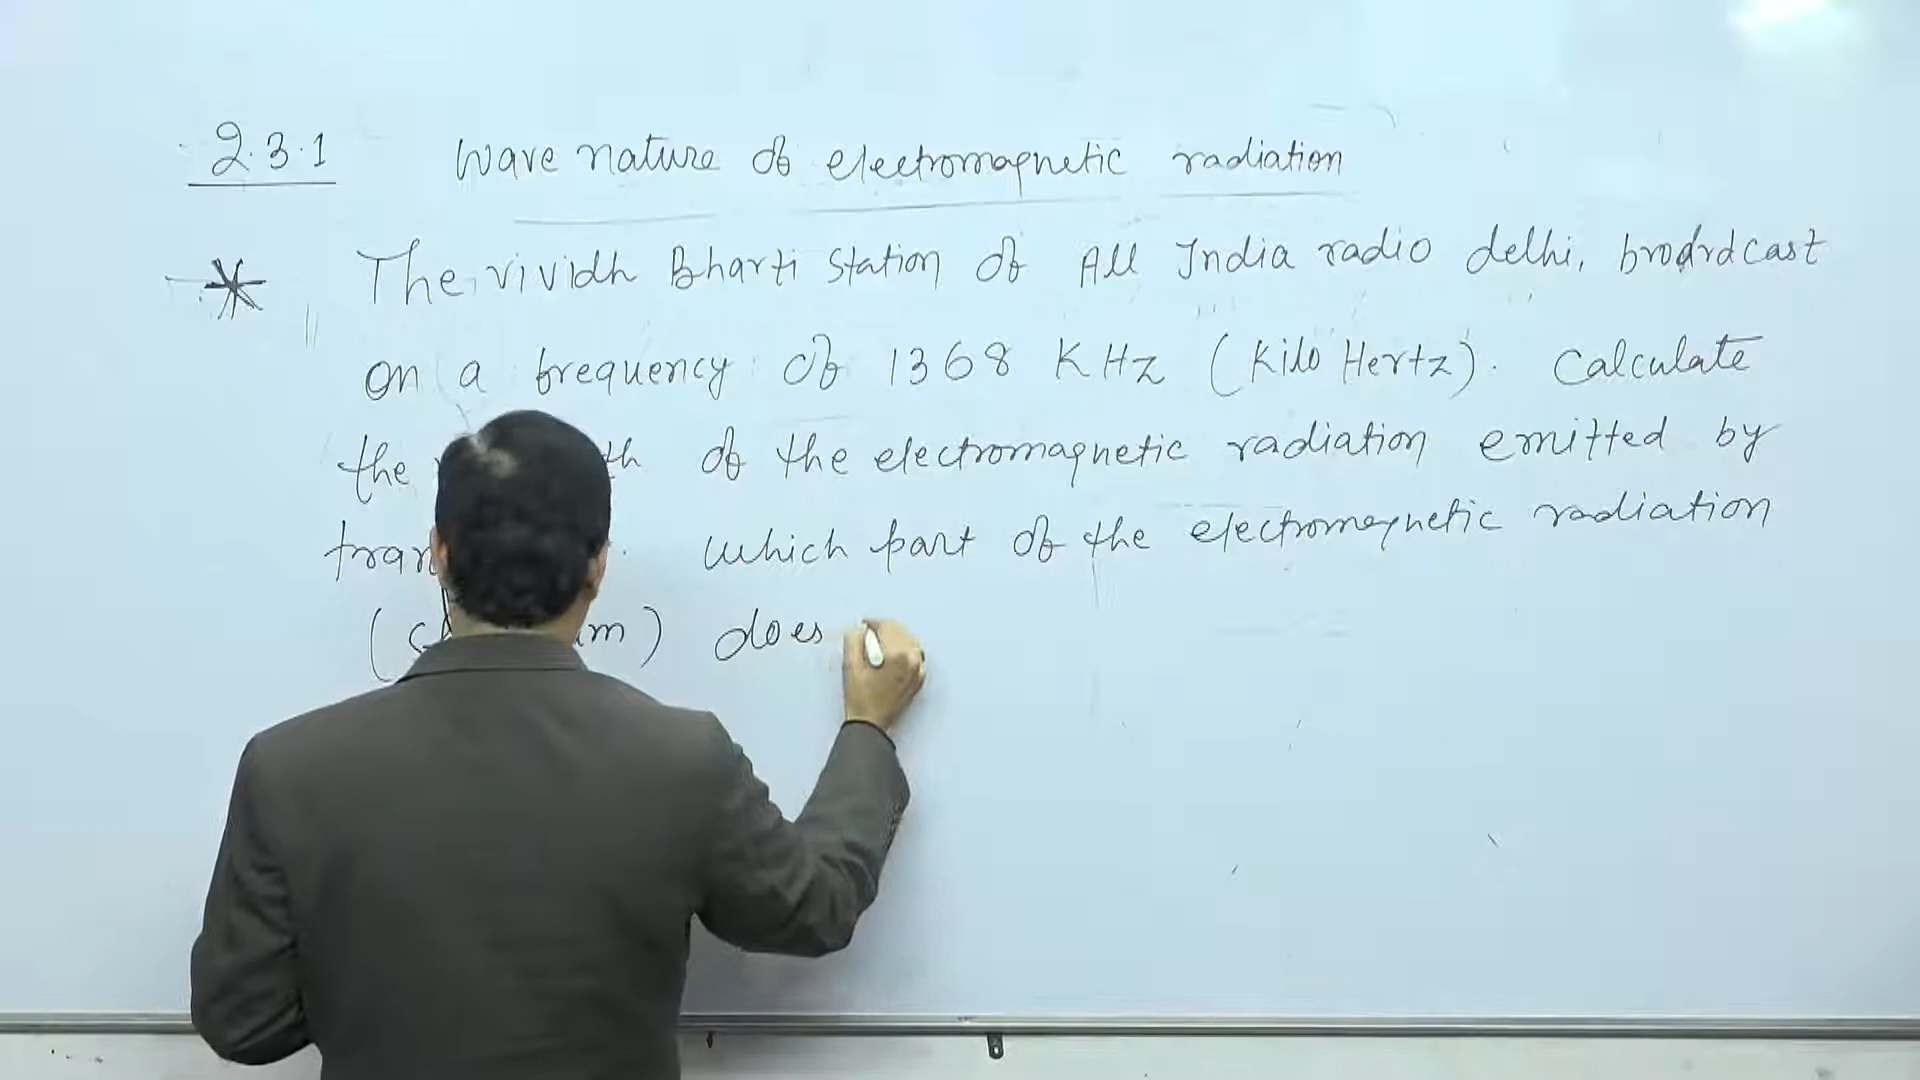 2.3.1 Wave nature of electromagnetic radiation
The vividh Bharti station of All India radio delhi, brodrdcast
on a frequency of 1368 KHz (Kilo Hertz). Calculate
the of the electromagnetic radiation emitted by
which part of the electromagnetic radiation
does